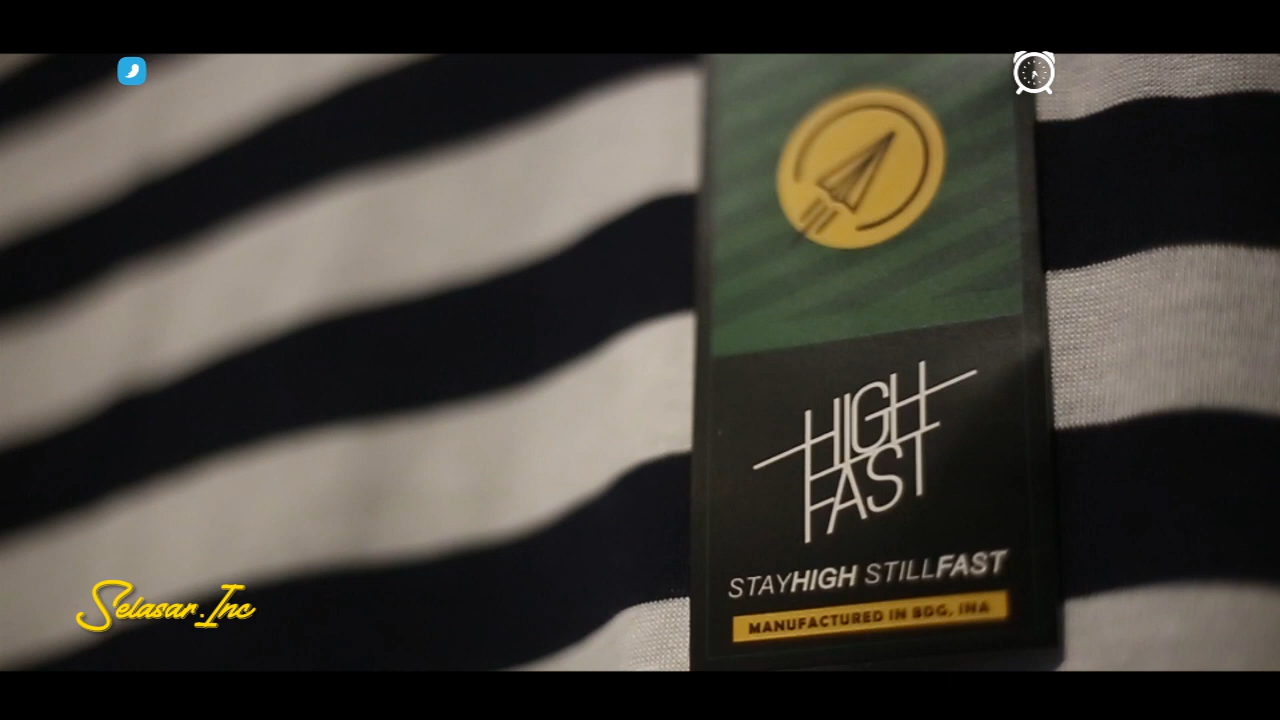 HIGH
FAST
STAYHIGH STILLFAST
MANUFACTURED IN BDG, INA
Selasar.Inc